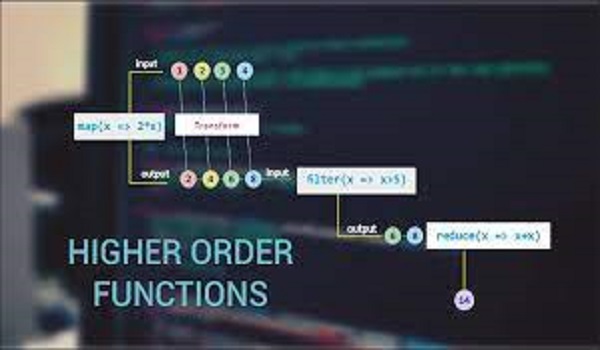 input
1 2 3 4
map(x => 2*x)
Transform
output
2 4 6 8
input
filter(x => x>5)
output
6 8
reduce(x => x+x)
14
HIGHER ORDER
FUNCTIONS